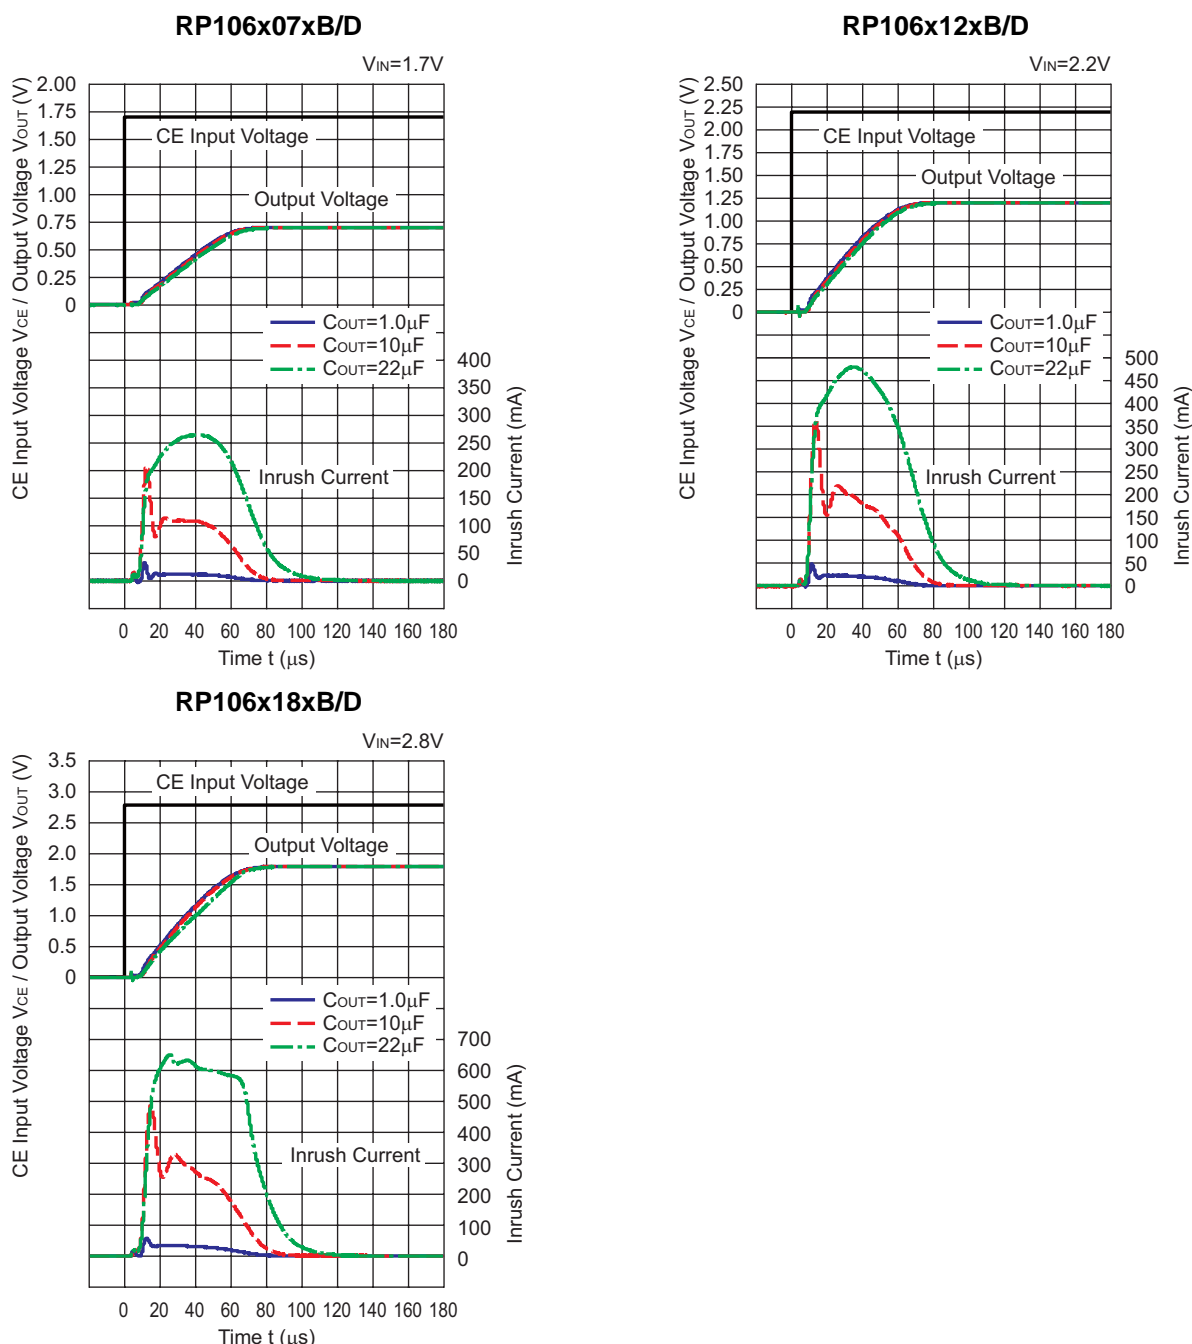 RP106x07xB/D
VIN=1.7V
CE Input Voltage VCE / Output Voltage VOUT (V)
2.00
1.75
1.50
1.25
1.00
0.75
0.50
0.25
0
CE Input Voltage
Output Voltage
COUT=1.0μF
COUT=10μF
COUT=22μF
Inrush Current
400
350
300
250
200
150
100
50
0
Inrush Current (mA)
0 20 40 60 80 100 120 140 160 180
Time t (μs)
RP106x12xB/D
VIN=2.2V
CE Input Voltage VCE / Output Voltage VOUT (V)
2.50
2.25
2.00
1.75
1.50
1.25
1.00
0.75
0.50
0.25
0
CE Input Voltage
Output Voltage
COUT=1.0μF
COUT=10μF
COUT=22μF
Inrush Current
500
450
400
350
300
250
200
150
100
50
0
Inrush Current (mA)
0 20 40 60 80 100 120 140 160 180
Time t (μs)
RP106x18xB/D
VIN=2.8V
CE Input Voltage VCE / Output Voltage VOUT (V)
3.5
3.0
2.5
2.0
1.5
1.0
0.5
0
CE Input Voltage
Output Voltage
COUT=1.0μF
COUT=10μF
COUT=22μF
Inrush Current
700
600
500
400
300
200
100
0
Inrush Current (mA)
0 20 40 60 80 100 120 140 160 180
Time t (μs)